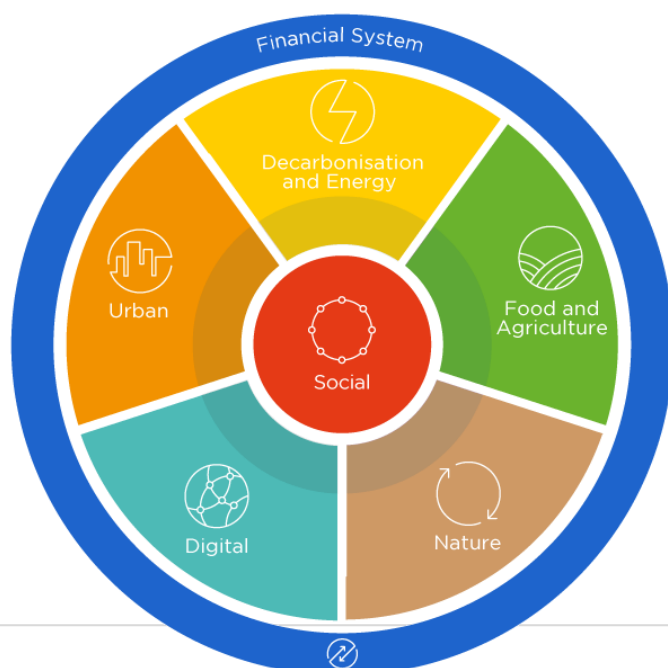 Financial System
Decarbonisation
and Energy
Urban
Food and
Agriculture
Social
Digital
Nature